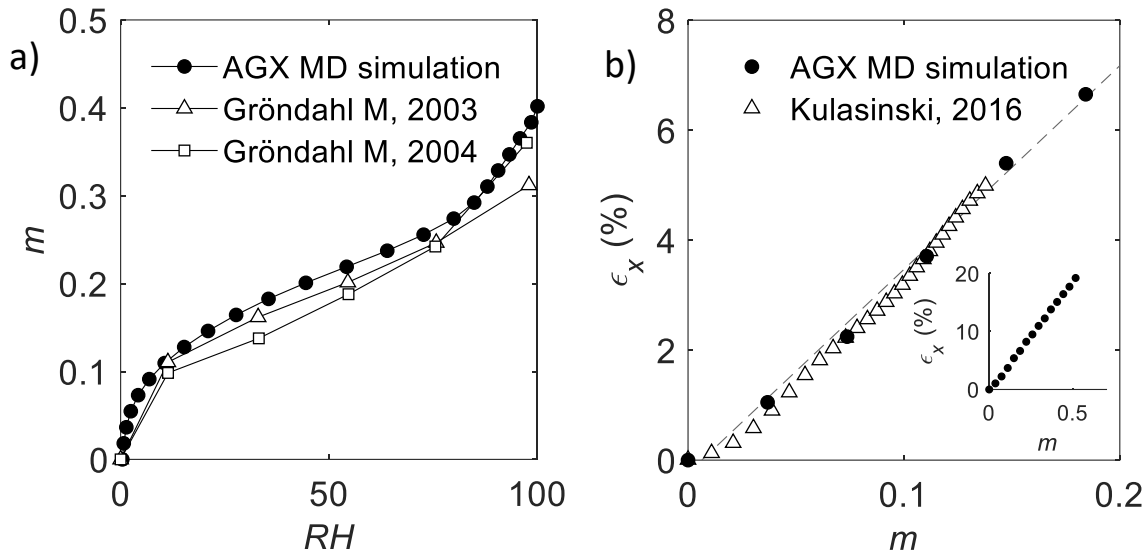 a)
0.5
0.4
0.3
0.2
0.1
0
m
AGX MD simulation
Gröndahl M, 2003
Gröndahl M, 2004
0
50
100
RH
b)
8
6
4
2
0
ϵx (%)
AGX MD simulation
Kulasinski, 2016
20
10
0
ϵx (%)
0
0.5
m
0
0.1
0.2
m